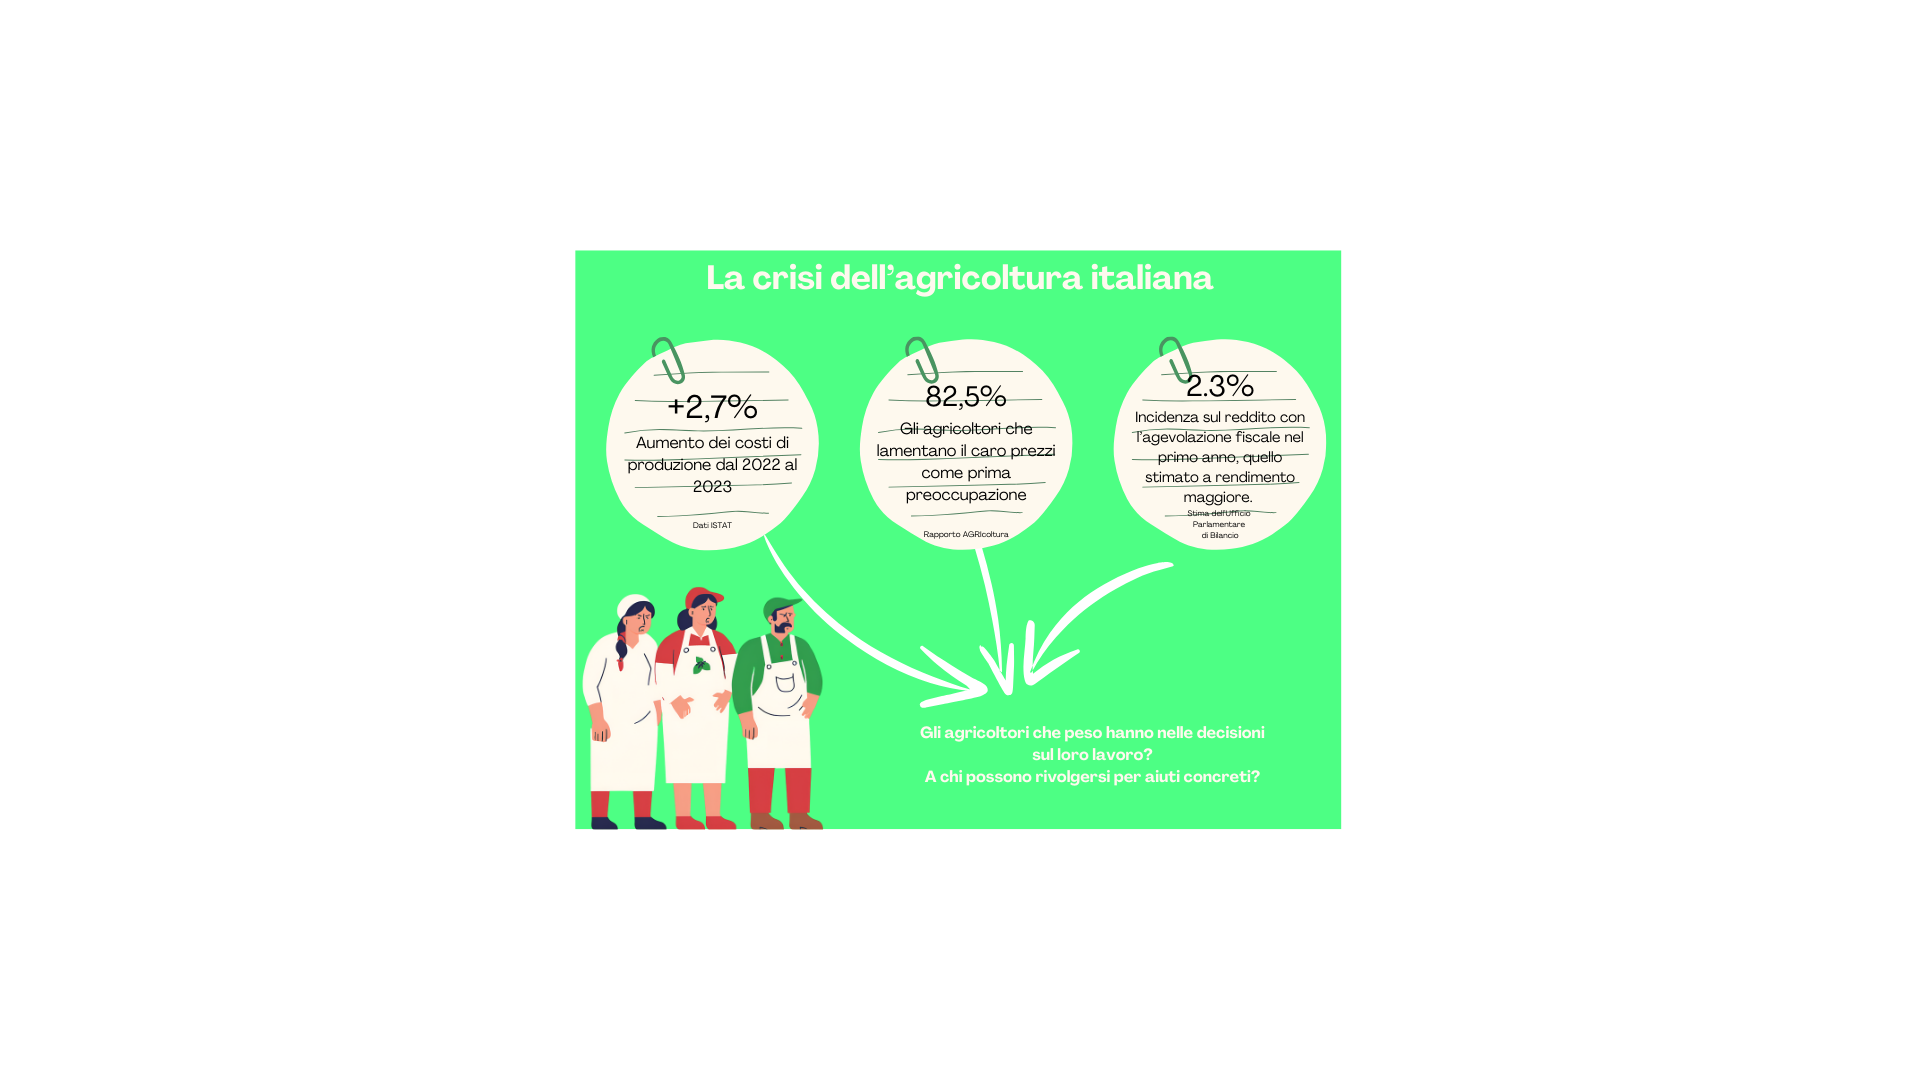 La crisi dell’agricoltura italiana
+2,7%
Aumento dei costi di
produzione dal 2022 al
2023
Dati ISTAT
82,5%
Gli agricoltori che
lamentano il caro prezzi
come prima
preoccupazione
Rapporto AGRIcoltura
2.3%
Incidenza sul reddito con
l’agevolazione fiscale nel
primo anno, quello
stimato a rendimento
maggiore.
Stima dell’Ufficio
Parlamentare
di Bilancio
Gli agricoltori che peso hanno nelle decisioni
sul loro lavoro?
A chi possono rivolgersi per aiuti concreti?